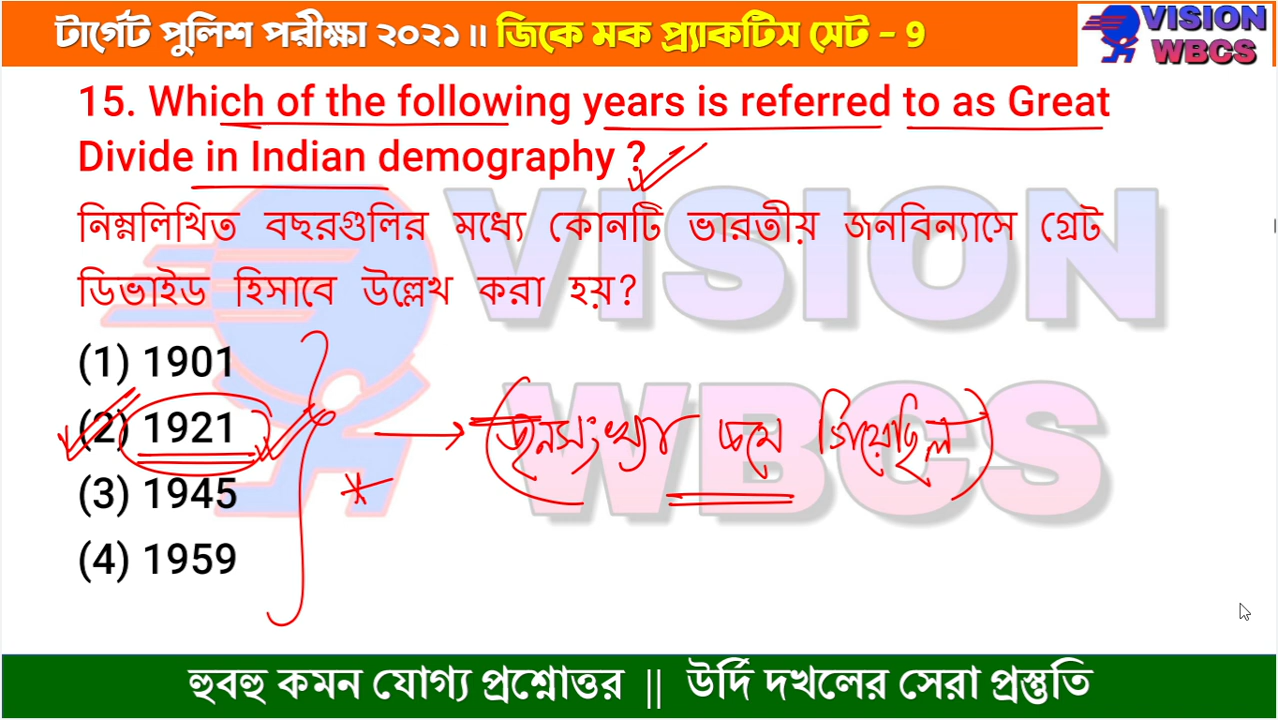 টার্গেট পুলিশ পরীক্ষা ২০২১ ॥ জিকে মক প্র্যাকটিস সেট - 9
VISION
WBCS
15. Which of the following years is referred to as Great
Divide in Indian demography ?
নিম্নলিখিত বছরগুলির মধ্যে কোনটি ভারতীয় জনবিন্যাসে গ্রেট
ডিভাইড হিসাবে উল্লেখ করা হয়?
(1) 1901
(2) 1921
জনসংখ্যা কমে গিয়েছিল
(3) 1945
(4) 1959
VISION
WBCS
হুবহু কমন যোগ্য প্রশ্নোত্তর || উর্দি দখলের সেরা প্রস্তুতি